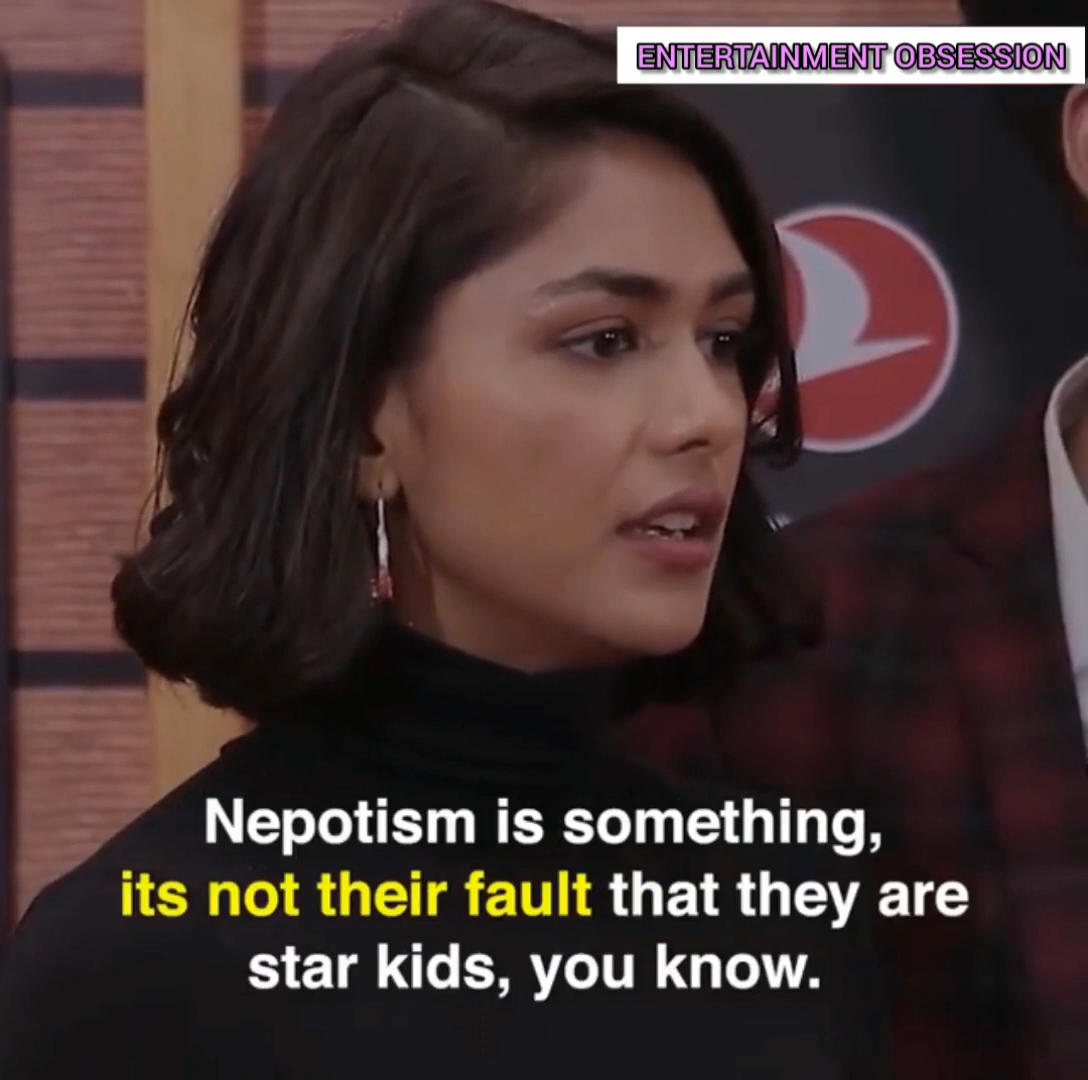 ENTERTAINMENT OBSESSION
Nepotism is something,
its not their fault that they are
star kids, you know.